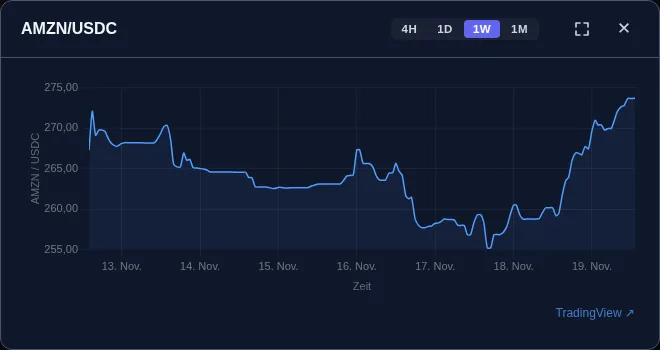 AMZN/USDC
4H 1D 1W 1M
275,00
270,00
265,00
260,00
255,00
AMZN / USDC
13. Nov. 14. Nov. 15. Nov. 16. Nov. 17. Nov. 18. Nov. 19. Nov.
Zeit
TradingView ↗